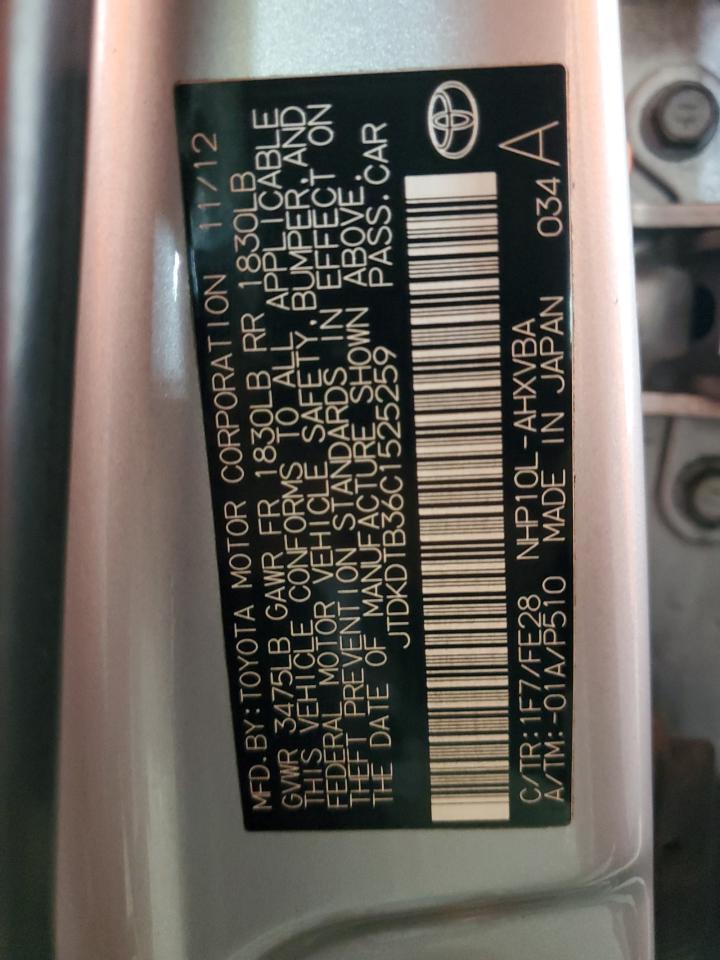 MFD. BY: TOYOTA MOTOR CORPORATION 11/12
GVWR 3475LB GAWR FR 1830LB RR 1830LB
THIS VEHICLE CONFORMS TO ALL APPLICABLE
FEDERAL MOTOR VEHICLE SAFETY, BUMPER, AND
THEFT PREVENTION STANDARDS IN EFFECT ON
THE DATE OF MANUFACTURE SHOWN ABOVE.
JTDKDTB36C1525259 PASS. CAR
C/TR: 1F7/FE28 NHP10L-AHXVBA 034 A
A/TM: -01A/P510 MADE IN JAPAN